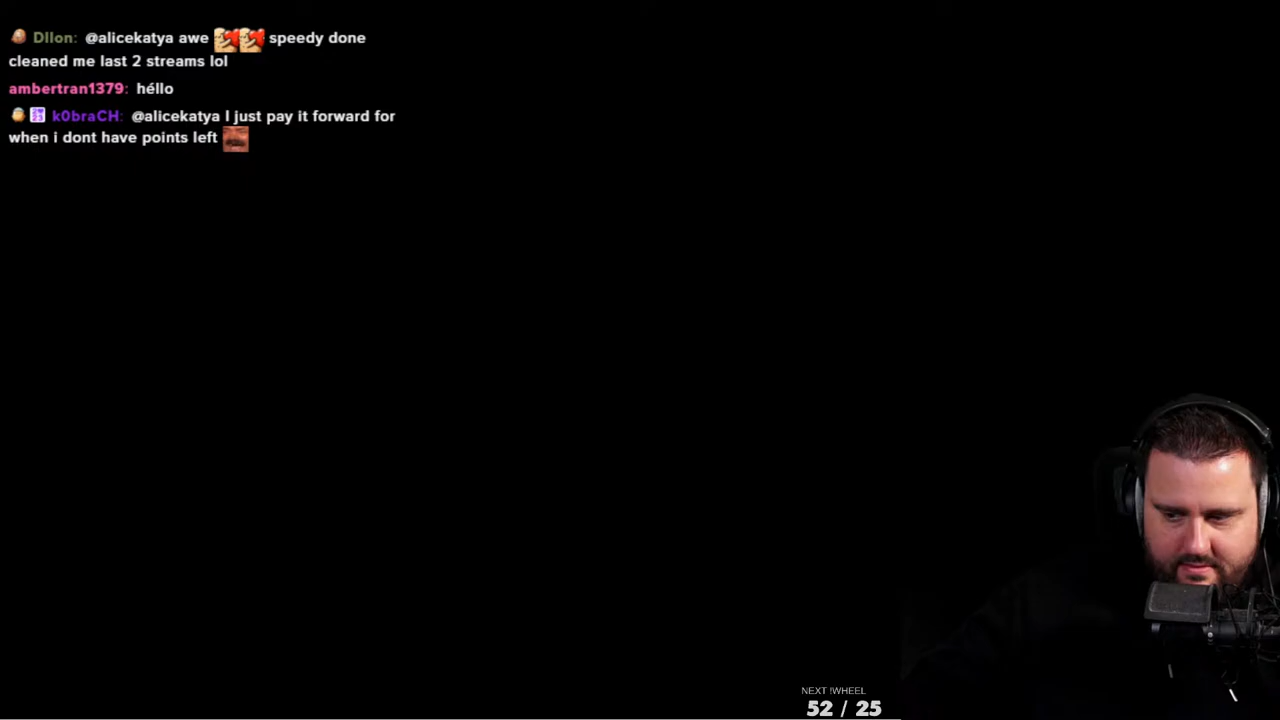 Dllon: @alicekatya awe speedy done
cleaned me last 2 streams lol
ambertran1379: héllo
k0braCH: @alicekatya I just pay it forward for
when i dont have points left
NEXT !WHEEL
52 / 25